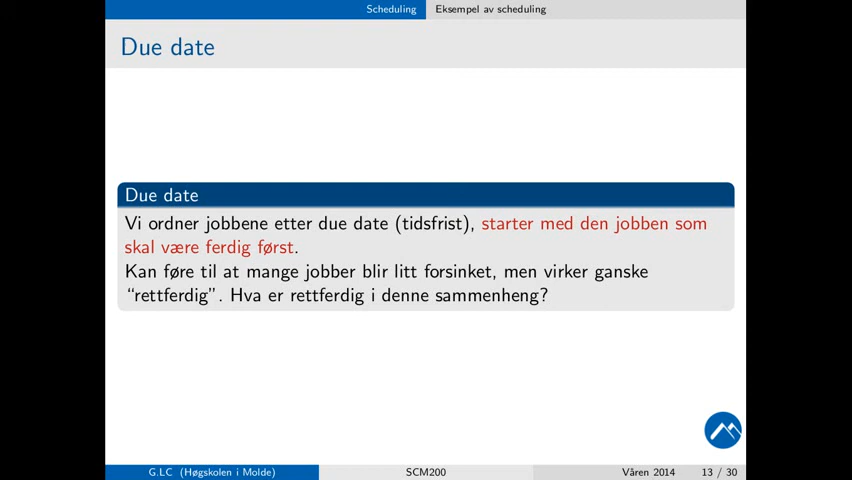 Scheduling Eksempel av scheduling
Due date
Due date
Vi ordner jobbene etter due date (tidsfrist), starter med den jobben som
skal være ferdig først.
Kan føre til at mange jobber blir litt forsinket, men virker ganske
“rettferdig”. Hva er rettferdig i denne sammenheng?
G.LC (Høgskolen i Molde) SCM200 Våren 2014 13 / 30